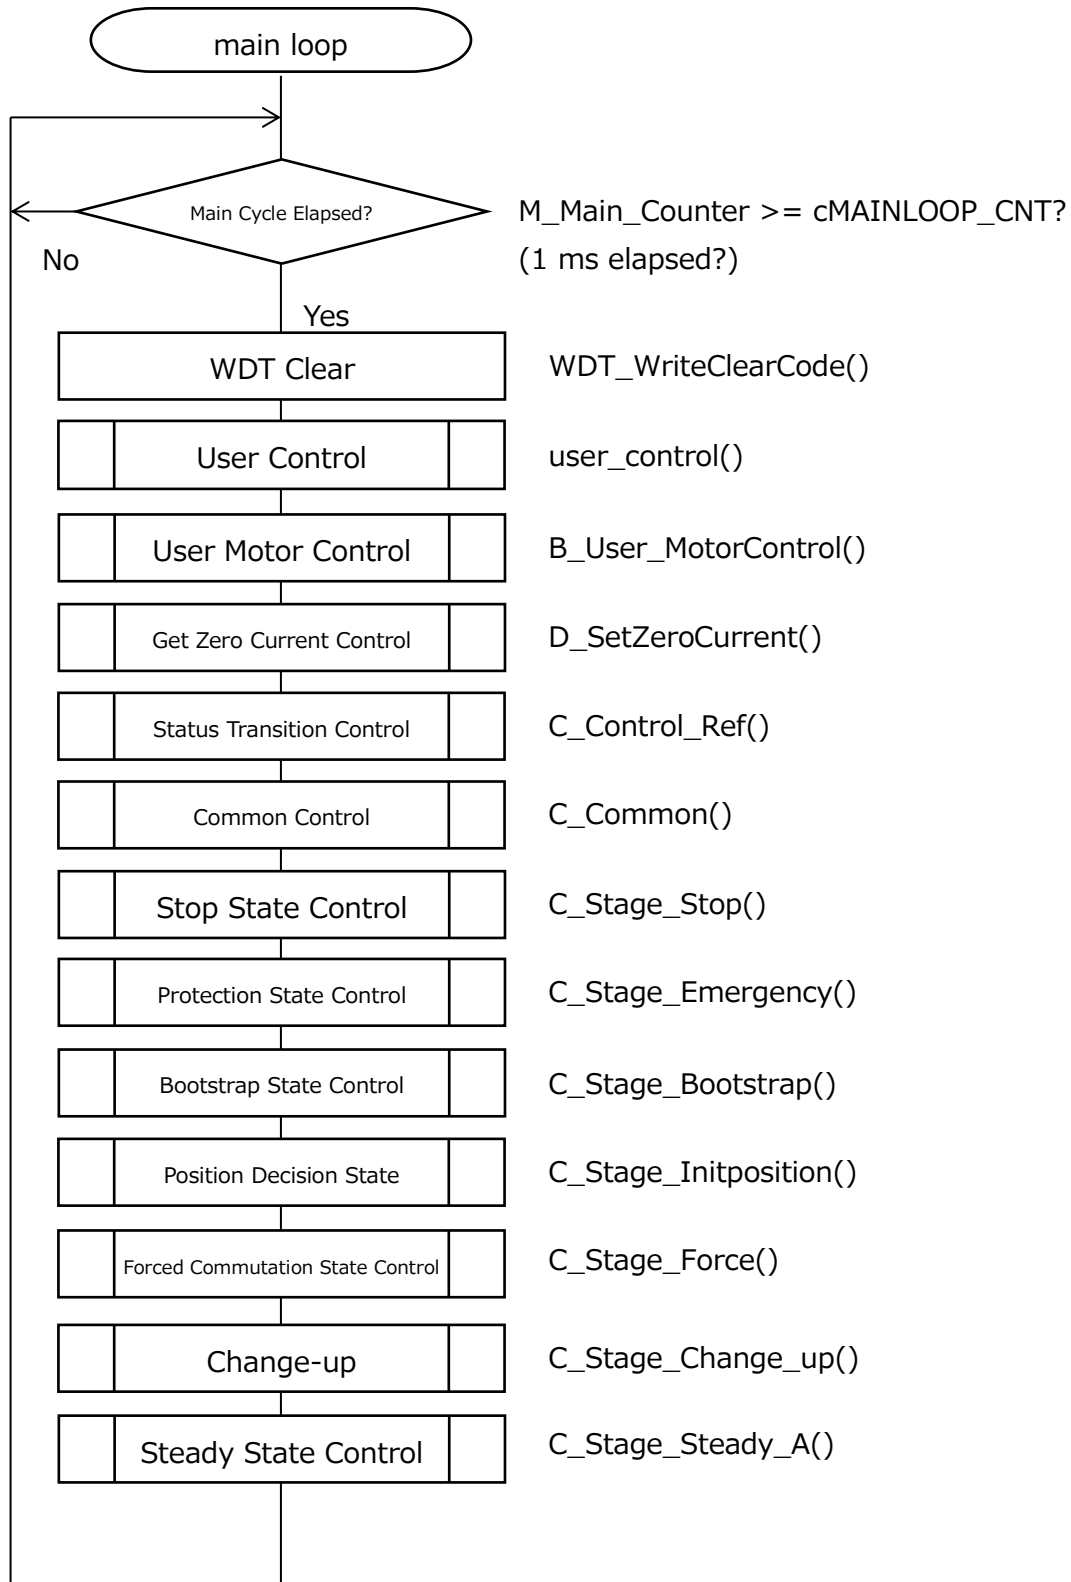 main loop
Main Cycle Elapsed?
M_Main_Counter >= cMAINLOOP_CNT?
(1 ms elapsed?)
No
Yes
WDT Clear
WDT_WriteClearCode()
User Control
user_control()
User Motor Control
B_User_MotorControl()
Get Zero Current Control
D_SetZeroCurrent()
Status Transition Control
C_Control_Ref()
Common Control
C_Common()
Stop State Control
C_Stage_Stop()
Protection State Control
C_Stage_Emergency()
Bootstrap State Control
C_Stage_Bootstrap()
Position Decision State
C_Stage_Initposition()
Forced Commutation State Control
C_Stage_Force()
Change-up
C_Stage_Change_up()
Steady State Control
C_Stage_Steady_A()